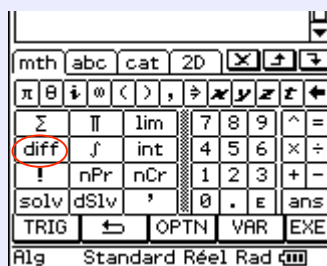 mth abc cat 2D
π θ i ∞ ( ) , ⇒ x y z t ←
Σ Π lim 7 8 9 ^ =
diff ∫ int 4 5 6 × ÷
! nPr nCr 1 2 3 + −
solv dSlv ' 0 . E ans
TRIG OPTN VAR EXE
Alg Standard Réel Rad